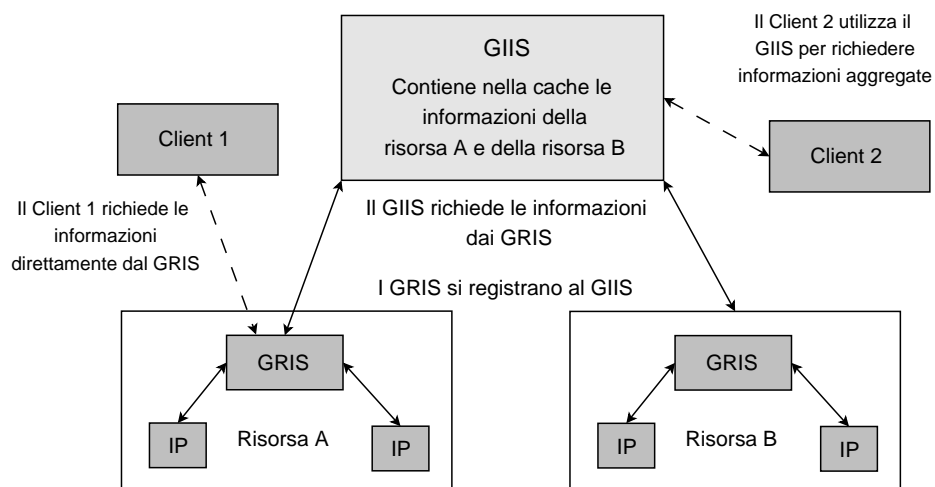 GIIS
Contiene nella cache le
informazioni della
risorsa A e della risorsa B
Il Client 2 utilizza il
GIIS per richiedere
informazioni aggregate
Client 1
Client 2
Il Client 1 richiede le
informazioni
direttamente dal GRIS
Il GIIS richiede le informazioni
dai GRIS
I GRIS si registrano al GIIS
GRIS
IP
Risorsa A
IP
GRIS
IP
Risorsa B
IP